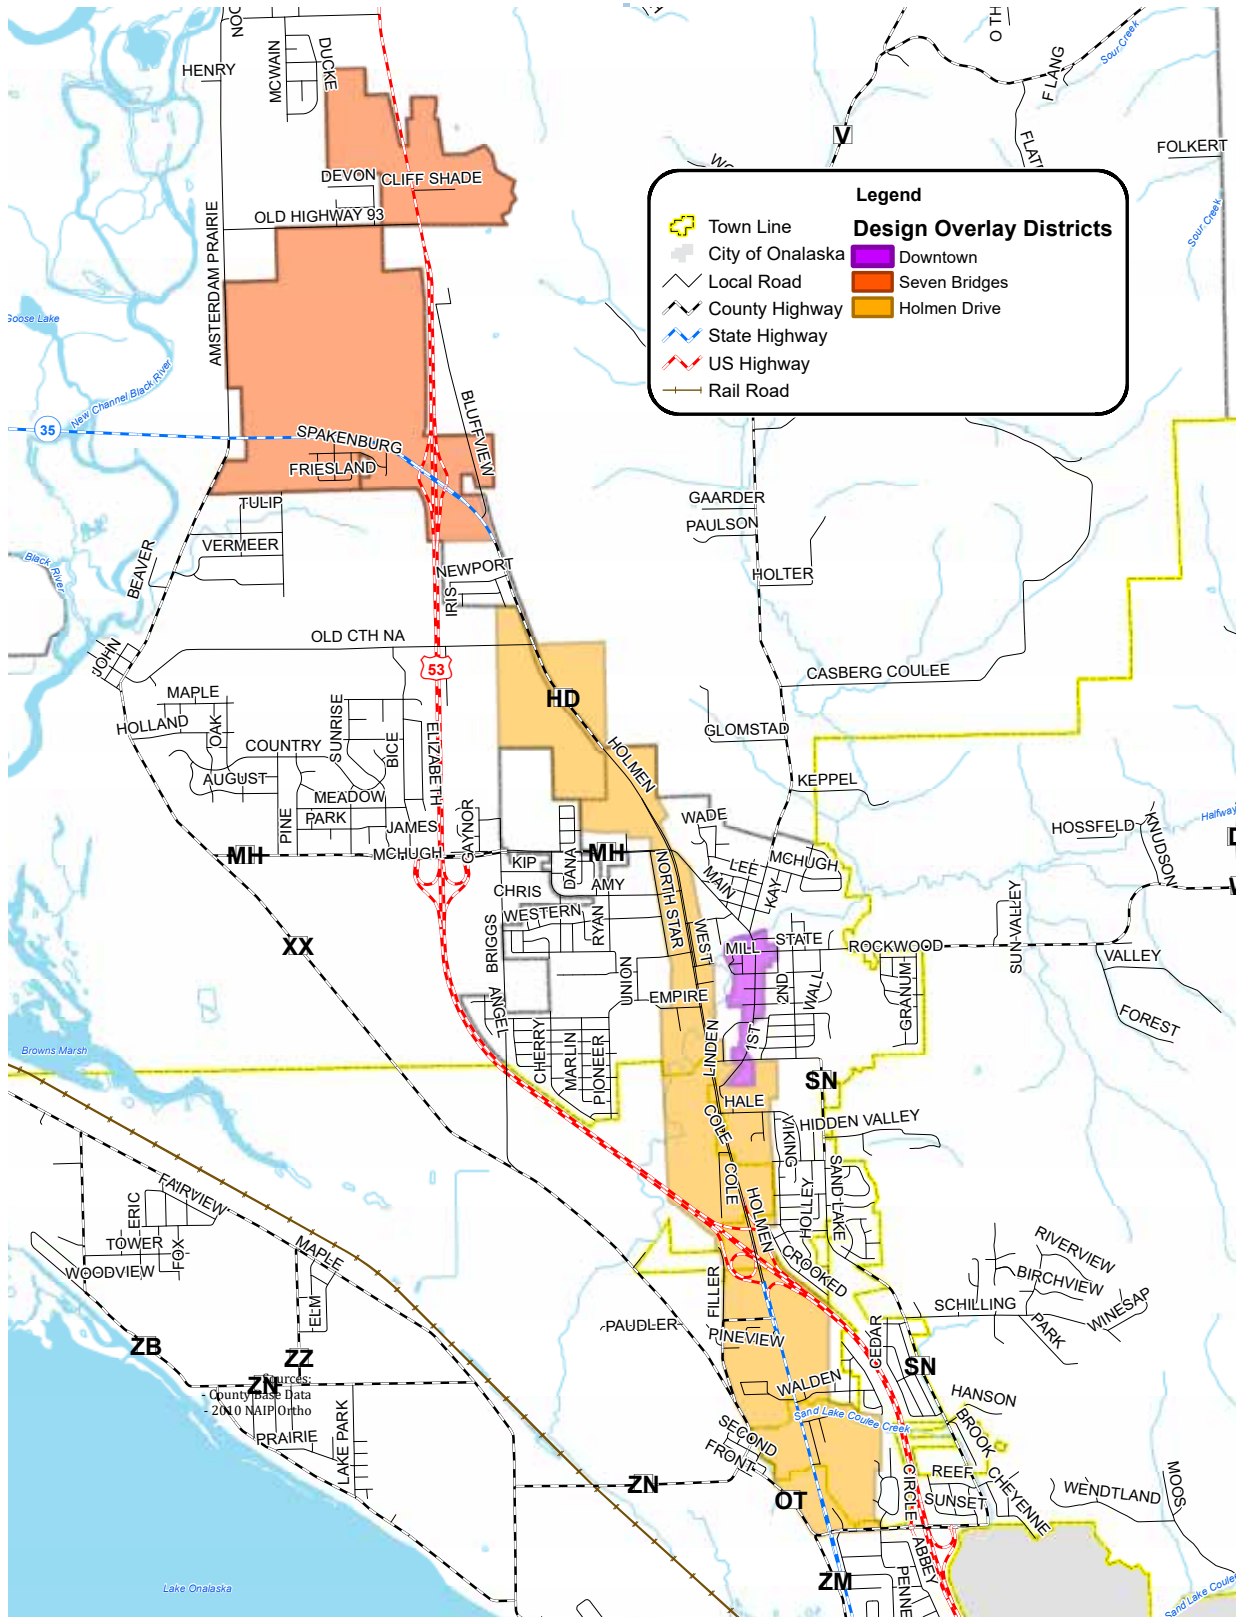 NOO
MCWAIN
DUCKE
HENRY
OTH
F LANG
Sour Creek
V
FOLKERT
FLAT
DEVON
CLIFF SHADE
OLD HIGHWAY 93
AMSTERDAM PRAIRIE
Sour Creek
Legend
Town Line
City of Onalaska
Local Road
County Highway
State Highway
US Highway
Rail Road
Design Overlay Districts
Downtown
Seven Bridges
Holmen Drive
Goose Lake
New Channel Black River
35
SPAKENBURG
BLUFFVIEW
FRIESLAND
TULIP
VERMEER
BEAVER
Black River
GAARDER
PAULSON
HOLTER
NEWPORT
IRIS
OLD CTH NA
JOHN
53
CASBERG COULEE
MAPLE
HOLLAND
OAK
SUNRISE
COUNTRY
BICE
ELIZABETH
HD
HOLMEN
GLOMSTAD
AUGUST
MEADOW
PARK
PINE
JAMES
GAYNOR
KEPPEL
WADE
HOSSFELD
KNUDSON
Halfway
MH
MCHUGH
KIP
DANA
MH
LEE
MCHUGH
MAIN
KAY
CHRIS
AMY
NORTH STAR
WESTERN
RYAN
WEST
XX
BRIGGS
MILL
STATE
ROCKWOOD
SUN VALLEY
VALLEY
UNION
EMPIRE
2ND
WALL
GRANUM
FOREST
ANGEL
CHERRY
MARLIN
PIONEER
LINDEN
1ST
Browns Marsh
SN
HALE
COLE
VIKING
HIDDEN VALLEY
FAIRVIEW
ERIC
COLE
HOLMEN
HOLLEY
SAND LAKE
TOWER
FOX
WOODVIEW
MAPLE
CROOKED
RIVERVIEW
BIRCHVIEW
WINESAP
SCHILLING
PARK
ELM
FILLER
PAUDLER
PINEVIEW
CEDAR
ZB
ZZ
SN
ZN
Sources:
- County Base Data
- 2010 NAIP Ortho
WALDEN
HANSON
Sand Lake Coulee Creek
PRAIRIE
LAKE PARK
SECOND
FRONT
BROOK
ZN
OT
CIRCLE
REEF
SUNSET
CHEYENNE
WENDTLAND
MOOS
ABBEY
ZM
PENNE
Lake Onalaska
Sand Lake Coulee